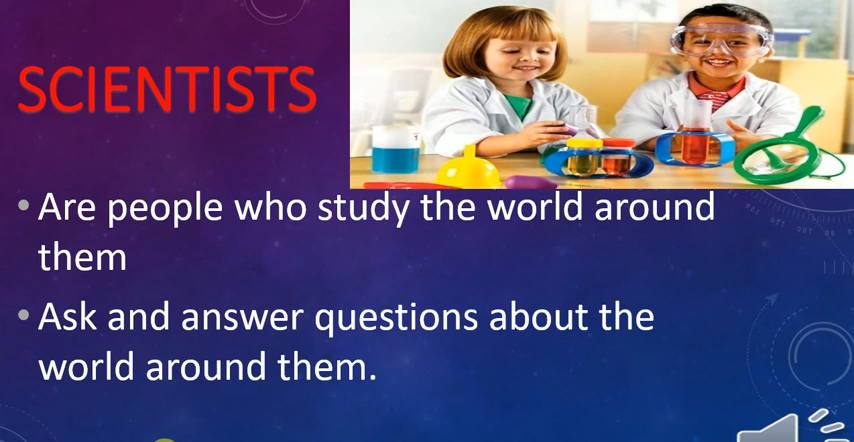 SCIENTISTS
• Are people who study the world around
them
• Ask and answer questions about the
world around them.